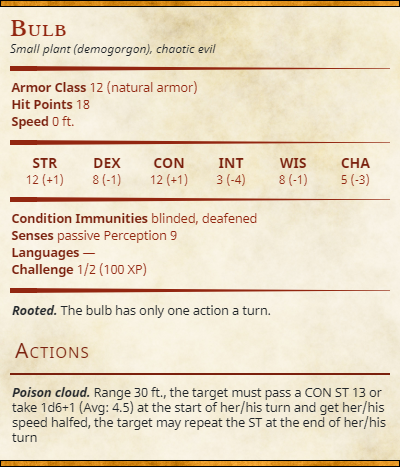 Bulb
Small plant (demogorgon), chaotic evil
Armor Class 12 (natural armor)
Hit Points 18
Speed 0 ft.
STR DEX CON INT WIS CHA
12 (+1) 8 (-1) 12 (+1) 3 (-4) 8 (-1) 5 (-3)
Condition Immunities blinded, deafened
Senses passive Perception 9
Languages —
Challenge 1/2 (100 XP)
Rooted. The bulb has only one action a turn.
Actions
Poison cloud. Range 30 ft., the target must pass a CON ST 13 or
take 1d6+1 (Avg: 4.5) at the start of her/his turn and get her/his
speed halfed, the target may repeat the ST at the end of her/his
turn